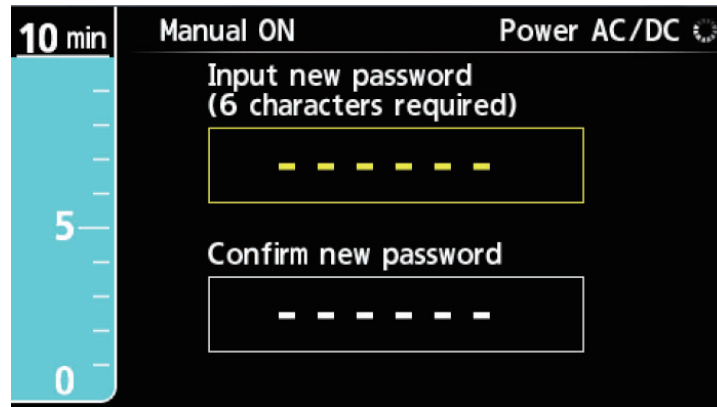 10 min
Manual ON
Power AC/DC
Input new password
(6 characters required)
– – – – – –
5
Confirm new password
– – – – – –
0